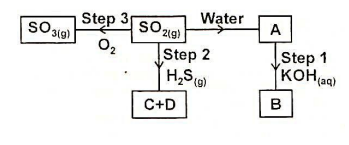 SO₃(g) Step 3 O₂ SO₂(g) Water A
Step 2 H₂S(g) Step 1 KOH(aq)
C+D B